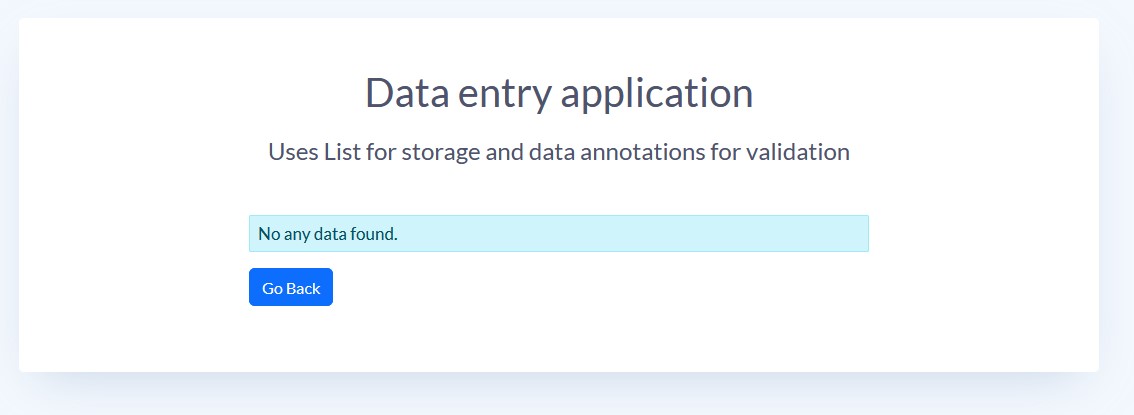 Data entry application
Uses List for storage and data annotations for validation
No any data found.
Go Back